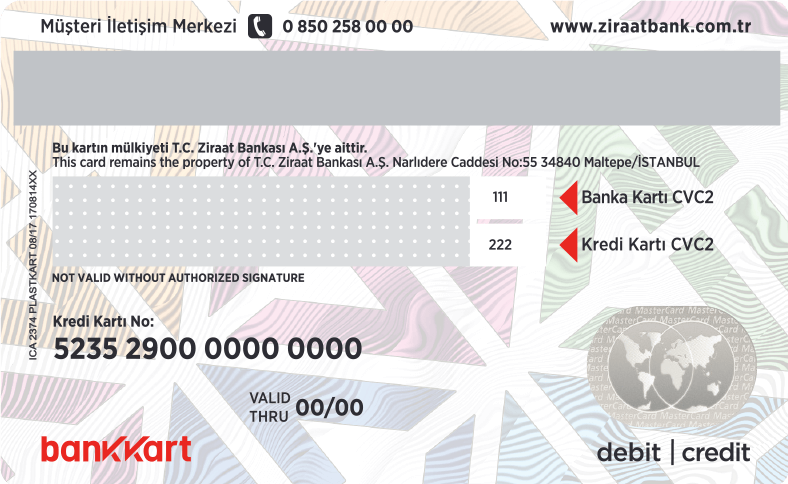 Müşteri İletişim Merkezi 0 850 258 00 00 www.ziraatbank.com.tr
Bu kartın mülkiyeti T.C. Ziraat Bankası A.Ş.'ye aittir.
This card remains the property of T.C. Ziraat Bankası A.Ş. Narlıdere Caddesi No:55 34840 Maltepe/İSTANBUL
111 Banka Kartı CVC2
222 Kredi Kartı CVC2
NOT VALID WITHOUT AUTHORIZED SIGNATURE
ICA 2374 PLASTKART 08/17 170814XX
Kredi Kartı No:
5235 2900 0000 0000
VALID
THRU 00/00
MasterCard
bankkart
debit | credit